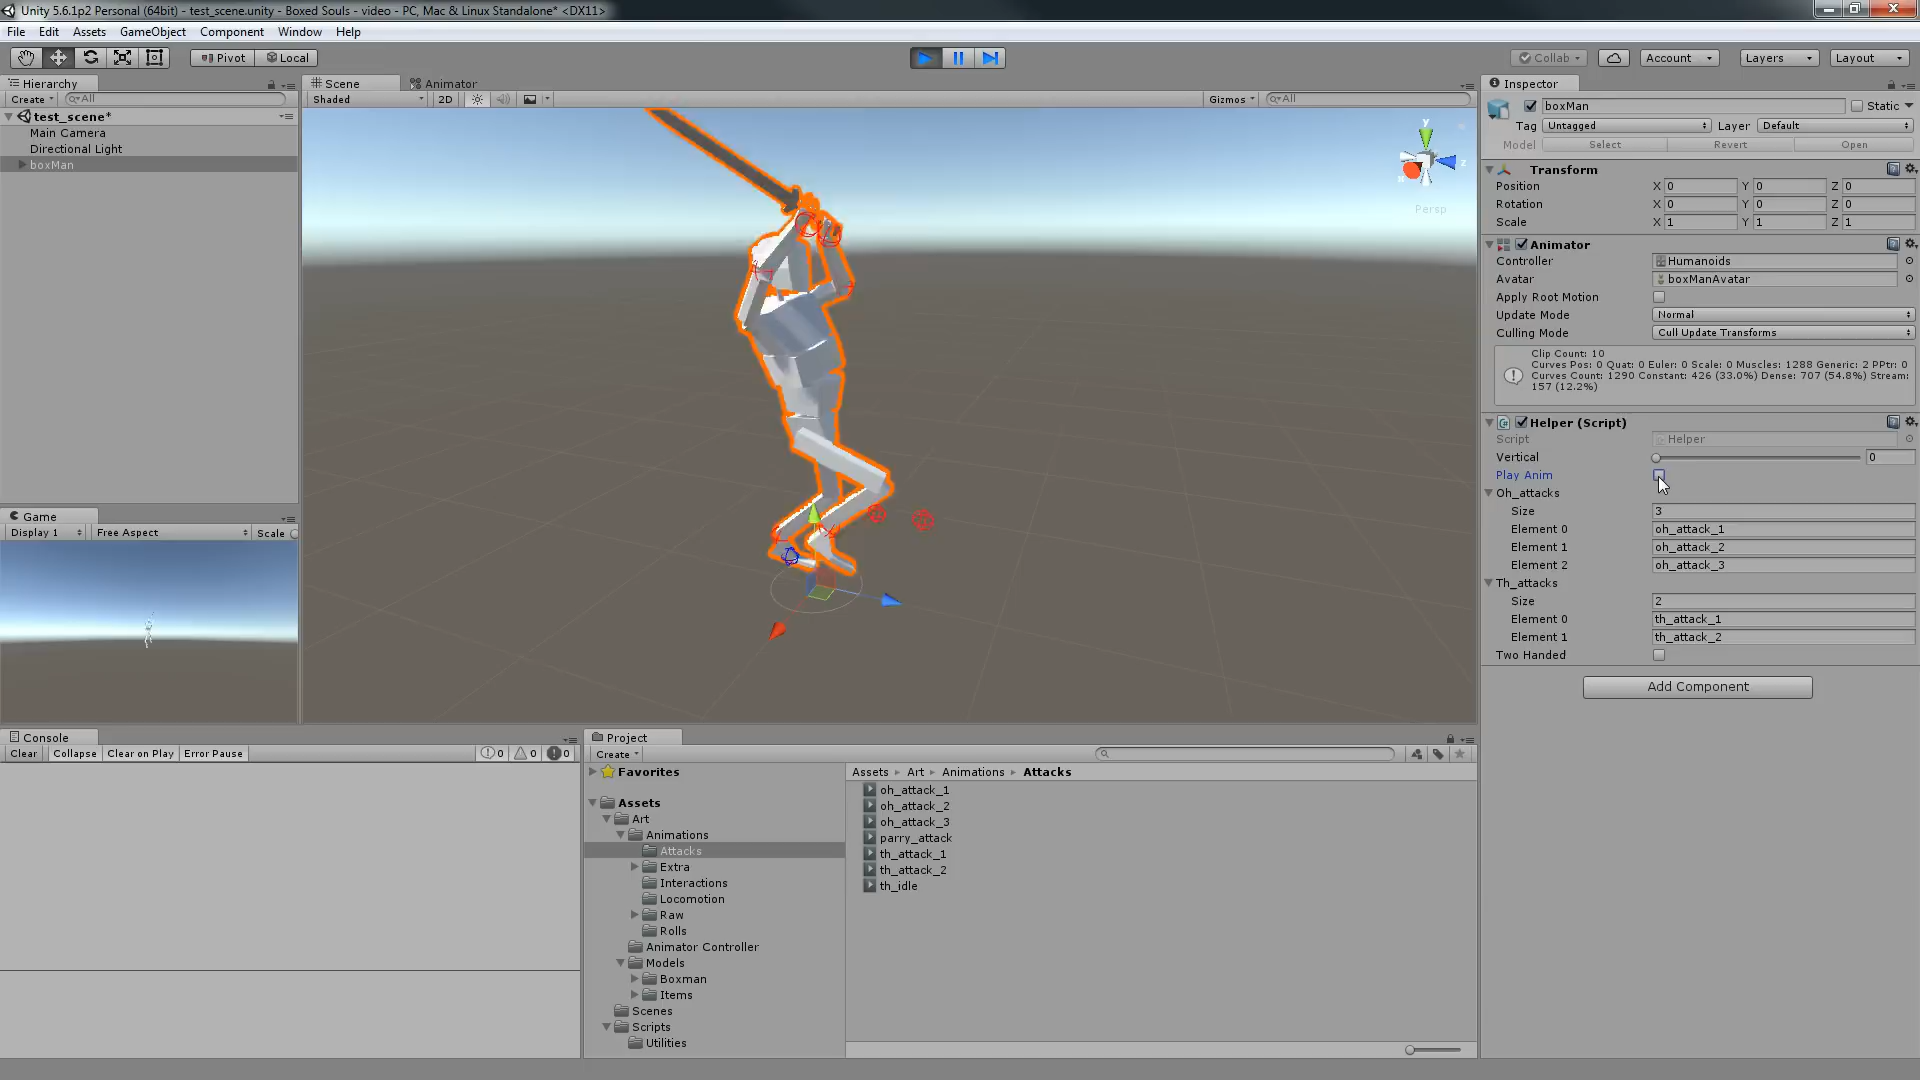 Unity 5.6.1p2 Personal (64bit) - test_scene.unity - Boxed Souls - video - PC, Mac & Linux Standalone* <DX11>
File Edit Assets GameObject Component Window Help
Pivot Local Collab Account Layers Layout
Hierarchy
Create All
test_scene*
Main Camera
Directional Light
boxMan
Scene Animator
Shaded 2D Gizmos All
y
z
x
Persp
Game
Display 1 Free Aspect Scale
Console
Clear Collapse Clear on Play Error Pause 0 0 0
Project
Create
Favorites
Assets
Art
Animations
Attacks
Extra
Interactions
Locomotion
Raw
Rolls
Animator Controller
Models
Boxman
Items
Scenes
Scripts
Utilities
Assets Art Animations Attacks
oh_attack_1
oh_attack_2
oh_attack_3
parry_attack
th_attack_1
th_attack_2
th_idle
Inspector
boxMan Static
Tag Untagged Layer Default
Model Select Revert Open
Transform
Position X 0 Y 0 Z 0
Rotation X 0 Y 0 Z 0
Scale X 1 Y 1 Z 1
Animator
Controller Humanoids
Avatar boxManAvatar
Apply Root Motion
Update Mode Normal
Culling Mode Cull Update Transforms
Clip Count: 10
Curves Pos: 0 Quat: 0 Euler: 0 Scale: 0 Muscles: 1288 Generic: 2 PPtr: 0
Curves Count: 1290 Constant: 426 (33.0%) Dense: 707 (54.8%) Stream:
157 (12.2%)
Helper (Script)
Script Helper
Vertical 0
Play Anim
Oh_attacks
Size 3
Element 0 oh_attack_1
Element 1 oh_attack_2
Element 2 oh_attack_3
Th_attacks
Size 2
Element 0 th_attack_1
Element 1 th_attack_2
Two Handed
Add Component